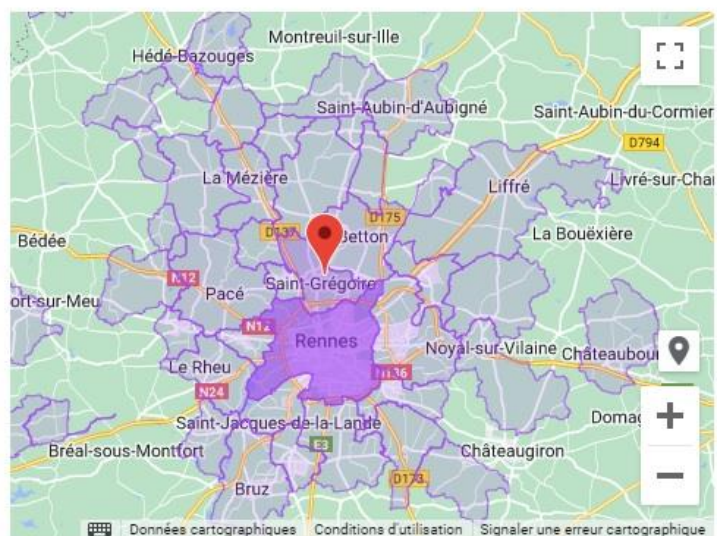 Montreuil-sur-Ille
Hédé-Bazouges
Saint-Aubin-d'Aubigné
Saint-Aubin-du-Cormier
D794
La Mézière
Liffré
Livré-sur-Cha
D175
D137
Betton
La Bouëxière
Bédée
N12
Saint-Grégoire
Pacé
ort-sur-Meu
N12
Rennes
Noyal-sur-Vilaine
Châteaubou
Le Rheu
N136
N24
Saint-Jacques-de-la-Lande
Domag
E3
Bréal-sous-Montfort
Châteaugiron
D173
Bruz
Données cartographiques
Conditions d'utilisation
Signaler une erreur cartographique